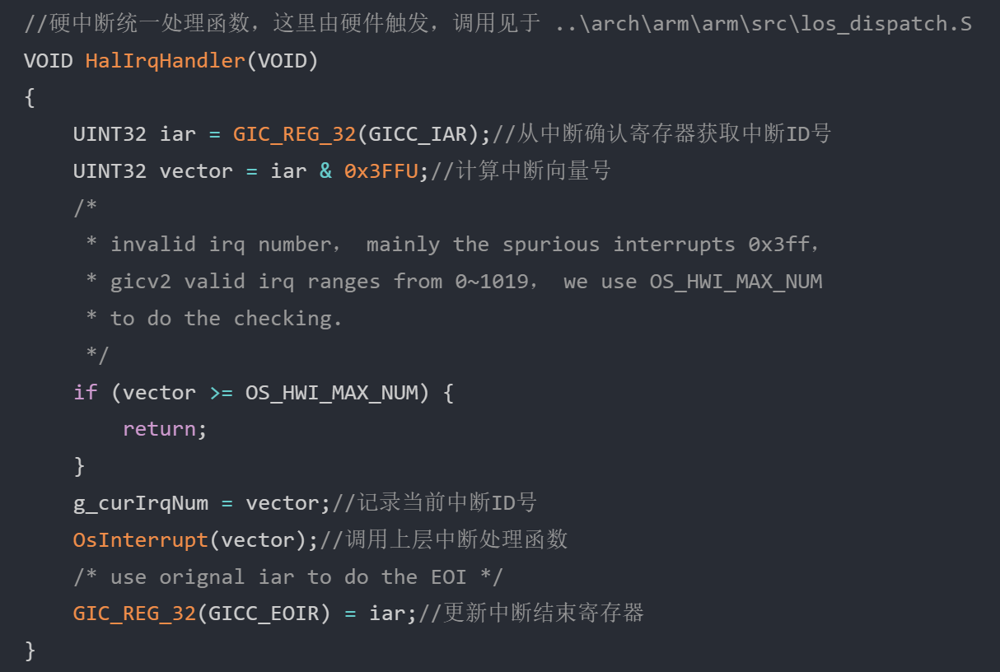 //硬中断统一处理函数，这里由硬件触发，调用见于 ..\arch\arm\arm\src\los_dispatch.S
VOID HalIrqHandler(VOID)
{
    UINT32 iar = GIC_REG_32(GICC_IAR);//从中断确认寄存器获取中断ID号
    UINT32 vector = iar & 0x3FFU;//计算中断向量号
    /*
     * invalid irq number， mainly the spurious interrupts 0x3ff，
     * gicv2 valid irq ranges from 0~1019， we use OS_HWI_MAX_NUM
     * to do the checking.
     */
    if (vector >= OS_HWI_MAX_NUM) {
        return;
    }
    g_curIrqNum = vector;//记录当前中断ID号
    OsInterrupt(vector);//调用上层中断处理函数
    /* use orignal iar to do the EOI */
    GIC_REG_32(GICC_EOIR) = iar;//更新中断结束寄存器
}